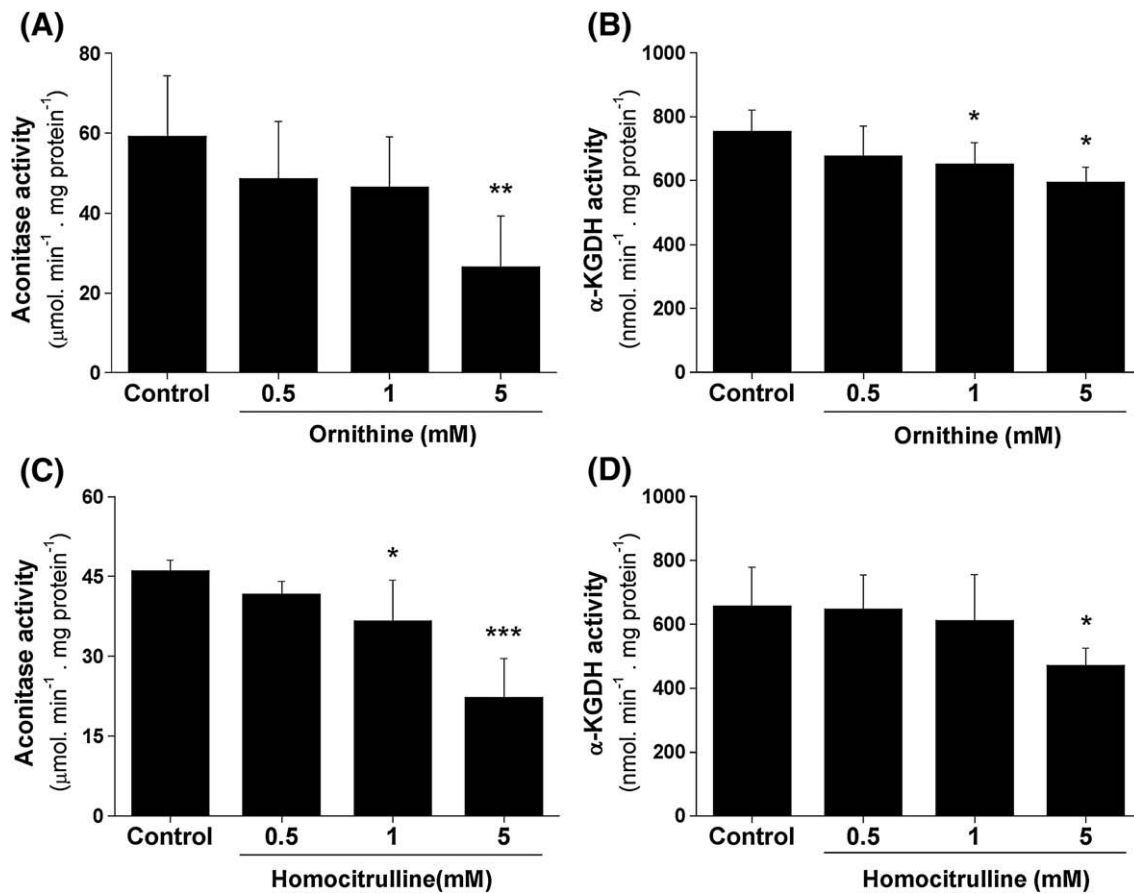 (A)
Aconitase activity
(μmol. min⁻¹ . mg protein⁻¹)
80
60
40
20
0
**
Control 0.5 1 5
Ornithine (mM)
(B)
α-KGDH activity
(nmol. min⁻¹ . mg protein⁻¹)
1000
800
600
400
200
0
* *
Control 0.5 1 5
Ornithine (mM)
(C)
Aconitase activity
(μmol. min⁻¹ . mg protein⁻¹)
60
45
30
15
0
* ***
Control 0.5 1 5
Homocitrulline(mM)
(D)
α-KGDH activity
(nmol. min⁻¹ . mg protein⁻¹)
1000
800
600
400
200
0
*
Control 0.5 1 5
Homocitrulline (mM)